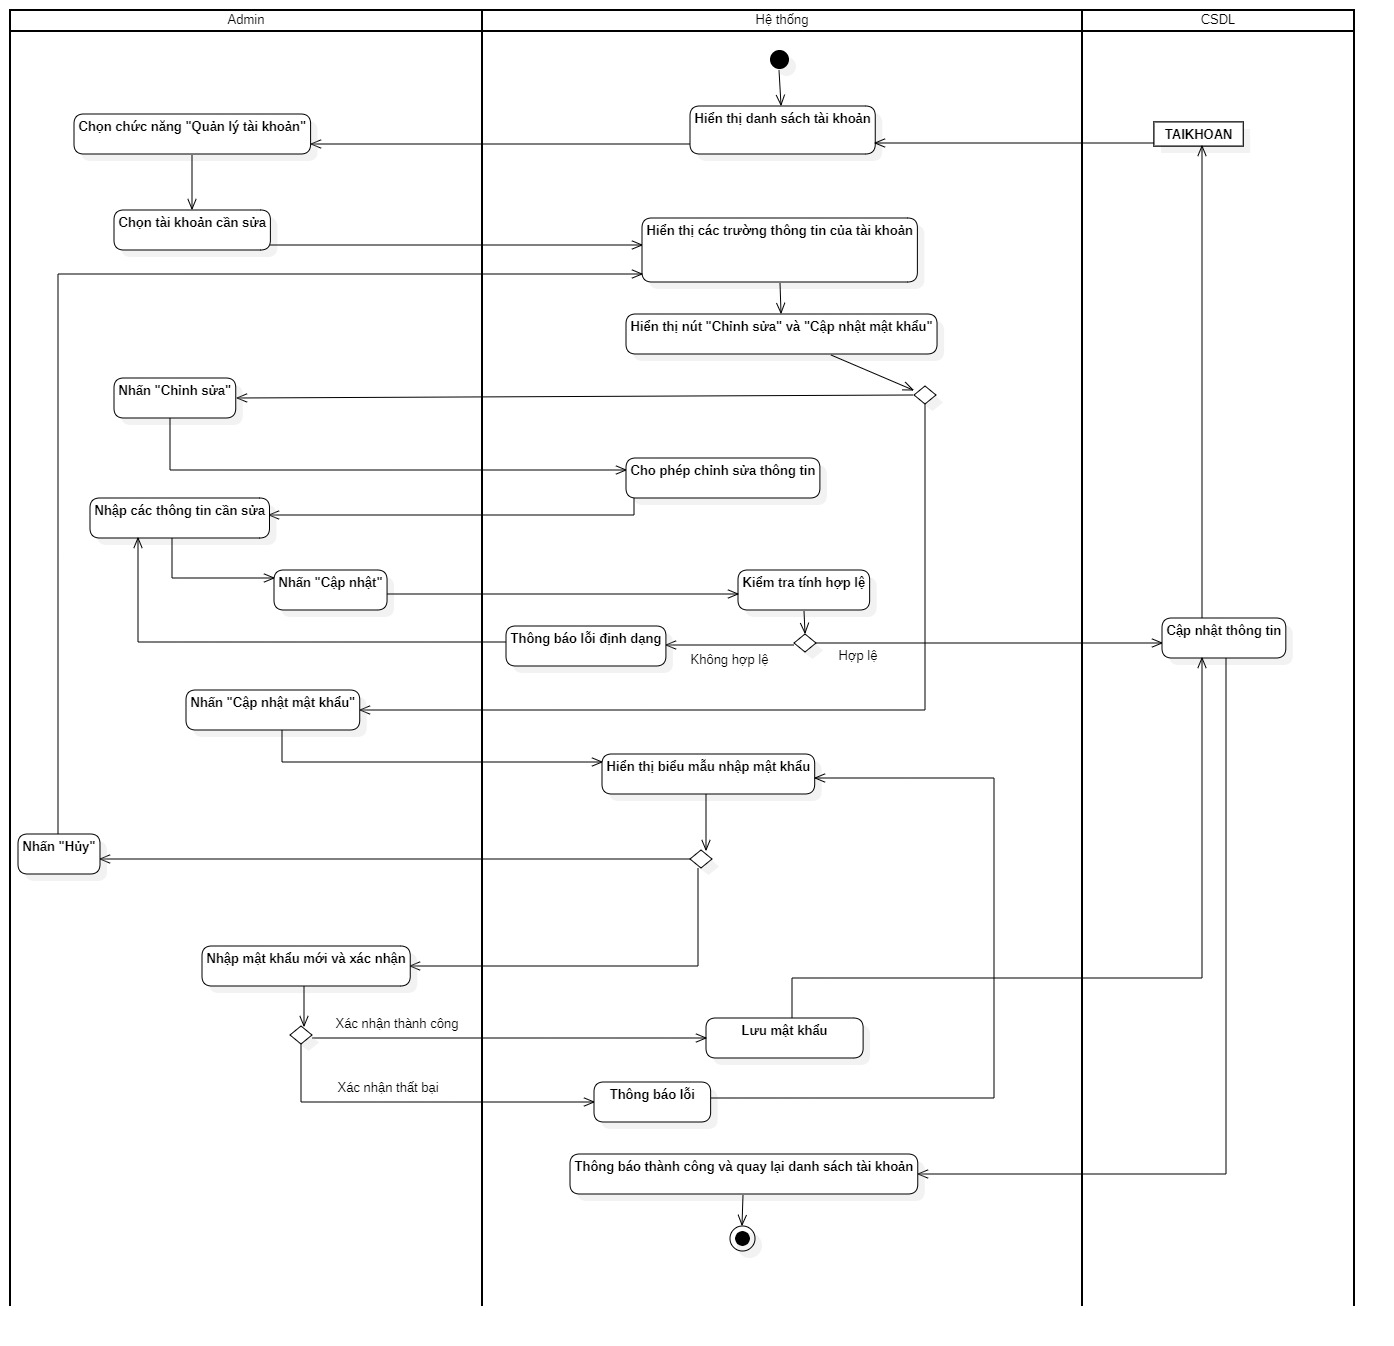 Admin
Hệ thống
CSDL
Hiển thị danh sách tài khoản
Chọn chức năng "Quản lý tài khoản"
TAIKHOAN
Chọn tài khoản cần sửa
Hiển thị các trường thông tin của tài khoản
Hiển thị nút "Chỉnh sửa" và "Cập nhật mật khẩu"
Nhấn "Chỉnh sửa"
Cho phép chỉnh sửa thông tin
Nhập các thông tin cần sửa
Nhấn "Cập nhật"
Kiểm tra tính hợp lệ
Thông báo lỗi định dạng
Không hợp lệ
Hợp lệ
Cập nhật thông tin
Nhấn "Cập nhật mật khẩu"
Hiển thị biểu mẫu nhập mật khẩu
Nhấn "Hủy"
Nhập mật khẩu mới và xác nhận
Xác nhận thành công
Lưu mật khẩu
Xác nhận thất bại
Thông báo lỗi
Thông báo thành công và quay lại danh sách tài khoản